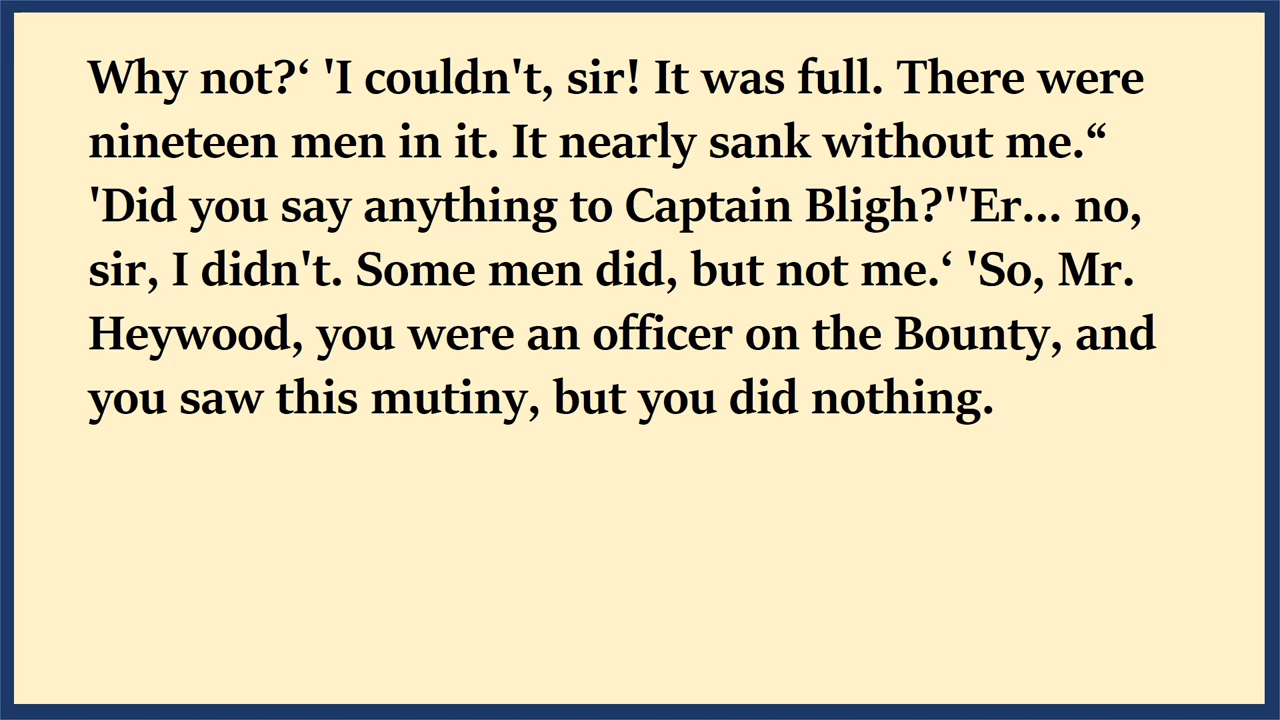 Why not?‘ 'I couldn't, sir! It was full. There were
nineteen men in it. It nearly sank without me.“
'Did you say anything to Captain Bligh?''Er... no,
sir, I didn't. Some men did, but not me.‘ 'So, Mr.
Heywood, you were an officer on the Bounty, and
you saw this mutiny, but you did nothing.